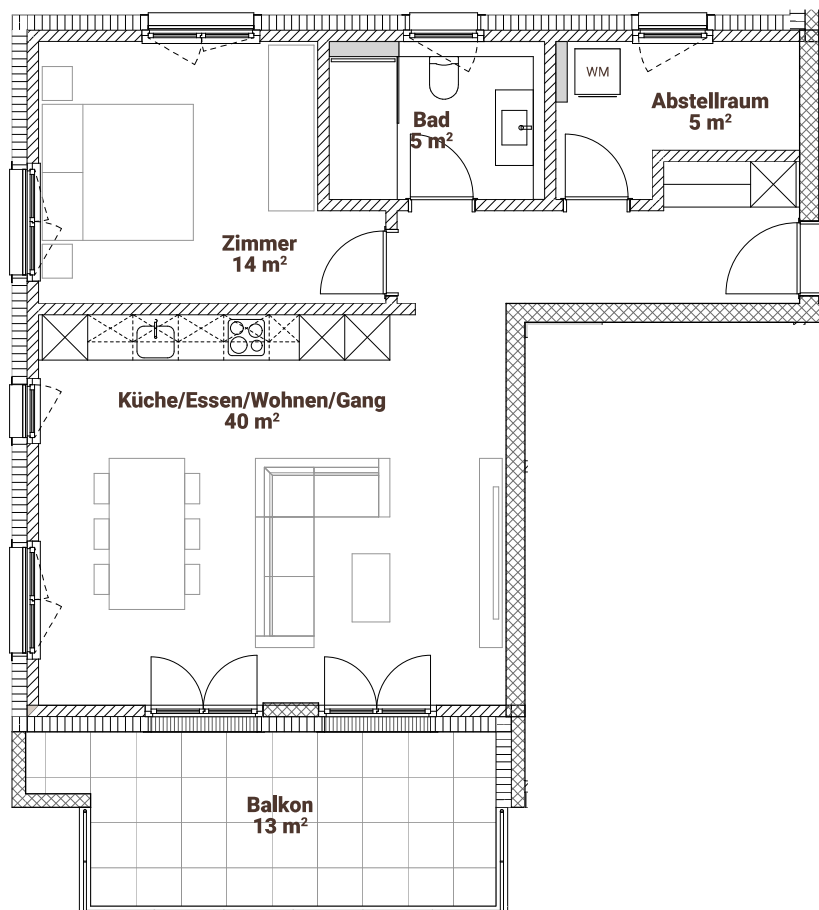 WM
Abstellraum
5 m²
Bad
5 m²
Zimmer
14 m²
Küche/Essen/Wohnen/Gang
40 m²
Balkon
13 m²